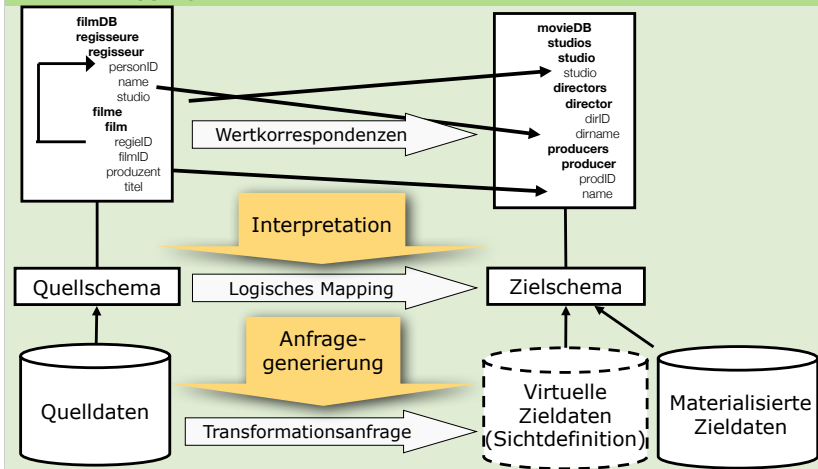 filmDB
regisseure
regisseur
personID
name
studio
filme
film
regieID
filmID
produzent
titel
movieDB
studios
studio
studio
directors
director
dirID
dirname
producers
producer
prodID
name
Wertkorrespondenzen
Interpretation
Quellschema
Logisches Mapping
Zielschema
Anfrage-
generierung
Quelldaten
Transformationsanfrage
Virtuelle
Zieldaten
(Sichtdefinition)
Materialisierte
Zieldaten